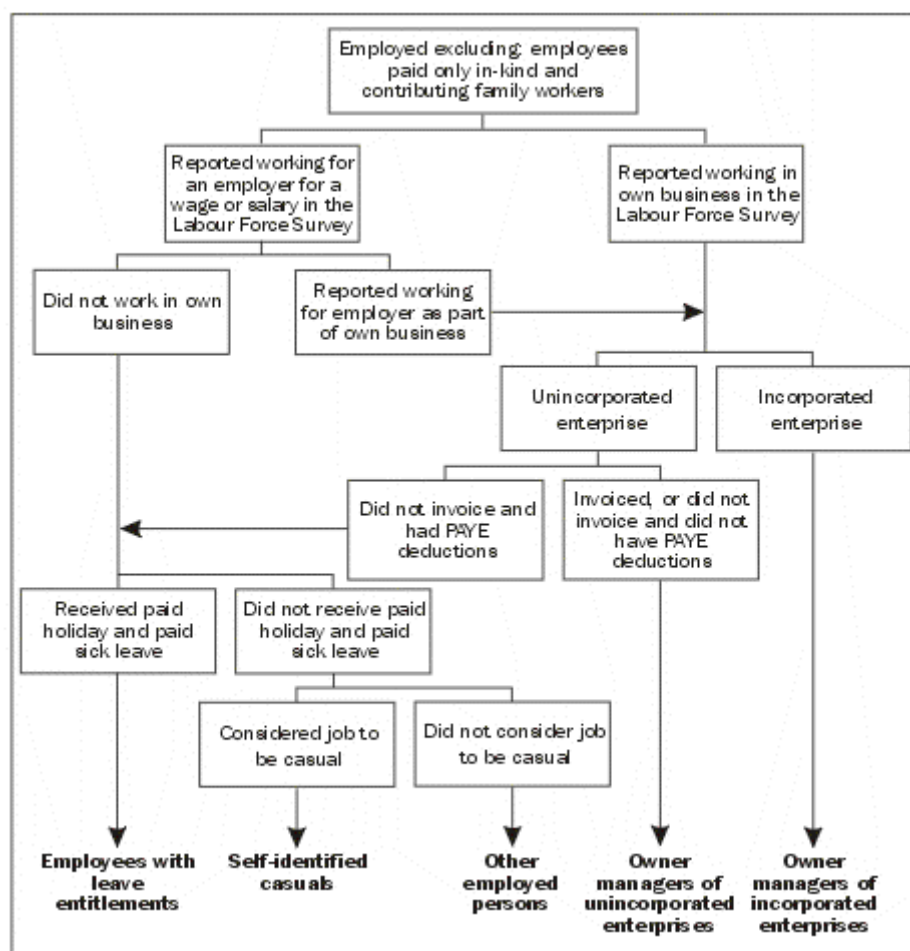 Employed excluding: employees
paid only in-kind and
contributing family workers
Reported working for
an employer for a
wage or salary in the
Labour Force Survey
Reported working in
own business in the
Labour Force Survey
Did not work in own
business
Reported working
for employer as part
of own business
Unincorporated
enterprise
Incorporated
enterprise
Did not invoice and
had PAYE
deductions
Invoiced, or did not
invoice and did not
have PAYE
deductions
Received paid
holiday and paid
sick leave
Did not receive paid
holiday and paid
sick leave
Considered job to
be casual
Did not consider job
to be casual
Employees with
leave
entitlements
Self-identified
casuals
Other
employed
persons
Owner
managers of
unincorporated
enterprises
Owner
managers of
incorporated
enterprises